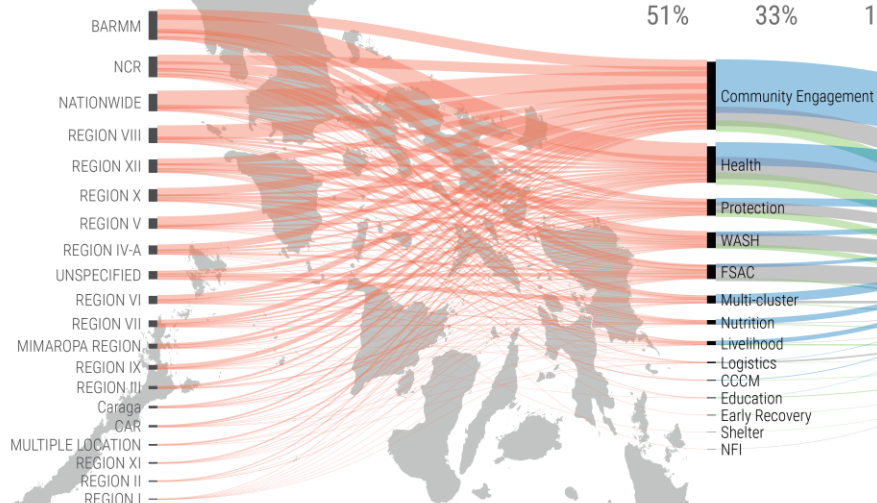 51% 33% 1
BARMM
NCR
NATIONWIDE
REGION VIII
REGION XII
REGION X
REGION V
REGION IV-A
UNSPECIFIED
REGION VI
REGION VII
MIMAROPA REGION
REGION IX
REGION III
Caraga
CAR
MULTIPLE LOCATION
REGION XI
REGION II
REGION I
Community Engagement
Health
Protection
WASH
FSAC
Multi-cluster
Nutrition
Livelihood
Logistics
CCCM
Education
Early Recovery
Shelter
NFI